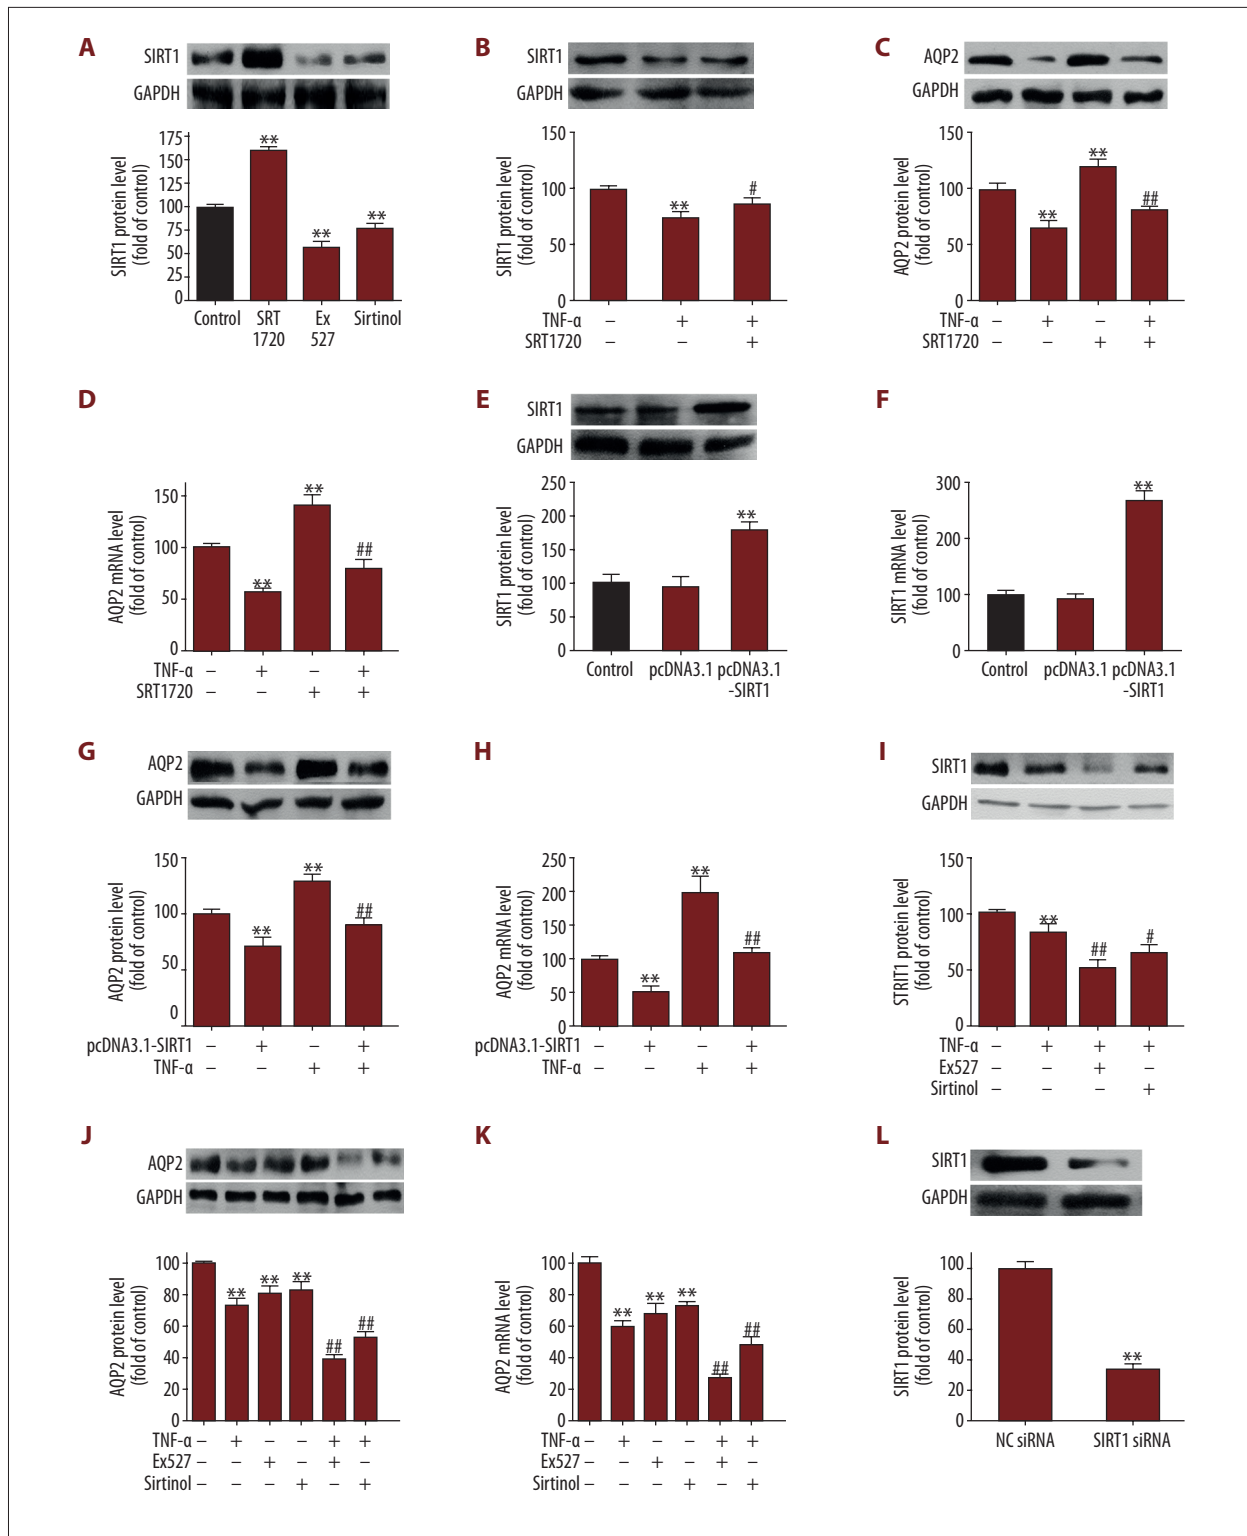 A
SIRT1
GAPDH
SIRT1 protein level
(fold of control)
175
150
125
100
75
50
25
0
**
**
**
Control
SRT
1720
Ex
527
Sirtinol
B
SIRT1
GAPDH
SIRT1 protein level
(fold of control)
150
100
50
0
**
#
TNF-α – + +
SRT1720 – – +
C
AQP2
GAPDH
AQP2 protein level
(fold of control)
150
100
50
0
**
**
##
TNF-α – + – +
SRT1720 – – + +
D
AQP2 mRNA level
(fold of control)
150
100
50
0
**
**
##
TNF-α – + – +
SRT1720 – – + +
E
SIRT1
GAPDH
SIRT1 protein level
(fold of control)
250
200
150
100
50
0
**
Control
pcDNA3.1
pcDNA3.1
-SIRT1
F
SIRT1 mRNA level
(fold of control)
300
200
100
0
**
Control
pcDNA3.1
pcDNA3.1
-SIRT1
G
AQP2
GAPDH
AQP2 protein level
(fold of control)
150
100
50
0
**
**
##
pcDNA3.1-SIRT1 – + – +
TNF-α – – + +
H
AQP2 mRNA level
(fold of control)
250
200
150
100
50
0
**
**
##
pcDNA3.1-SIRT1 – + – +
TNF-α – – + +
I
SIRT1
GAPDH
STRIT1 protein level
(fold of control)
150
100
50
0
**
##
#
TNF-α – + + +
Ex527 – – + –
Sirtinol – – – +
J
AQP2
GAPDH
AQP2 protein level
(fold of control)
100
80
60
40
20
0
**
**
**
##
##
TNF-α – + – – + +
Ex527 – – + – + –
Sirtinol – – – + – +
K
AQP2 mRNA level
(fold of control)
100
80
60
40
20
0
**
**
**
##
##
TNF-α – + – – + +
Ex527 – – + – + –
Sirtinol – – – + – +
L
SIRT1
GAPDH
SIRT1 protein level
(fold of control)
100
80
60
40
20
0
**
NC siRNA
SIRT1 siRNA